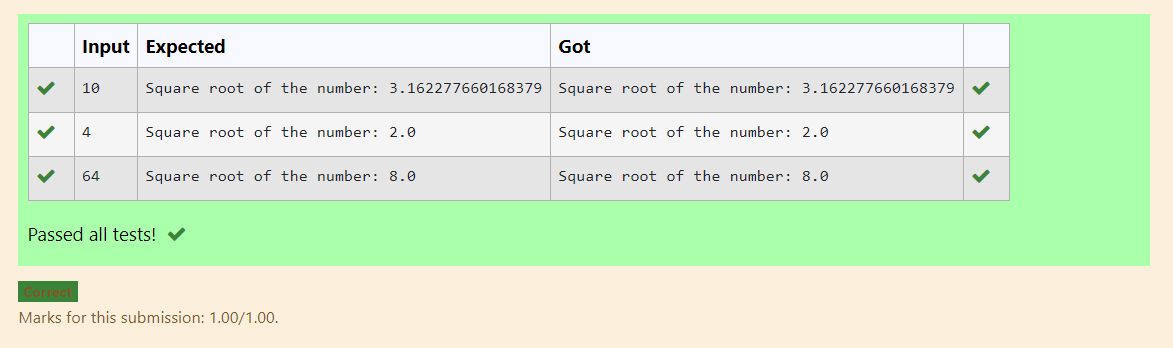 Input Expected Got
10 Square root of the number: 3.162277660168379 Square root of the number: 3.162277660168379
4 Square root of the number: 2.0 Square root of the number: 2.0
64 Square root of the number: 8.0 Square root of the number: 8.0
Passed all tests!
Correct
Marks for this submission: 1.00/1.00.